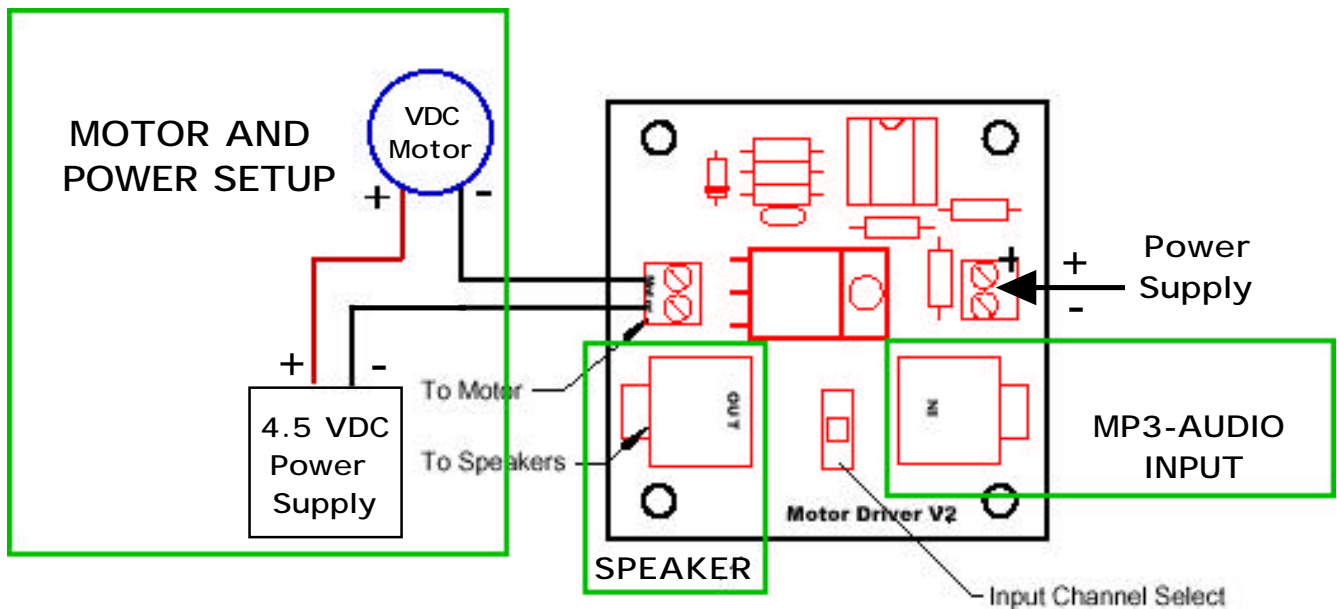 MOTOR AND
POWER SETUP
VDC
Motor
+
-
+
-
4.5 VDC
Power
Supply
To Motor
To Speakers
OUT
SPEAKER
+
+
-
Power
Supply
IN
MP3-AUDIO
INPUT
Motor Driver V2
Input Channel Select